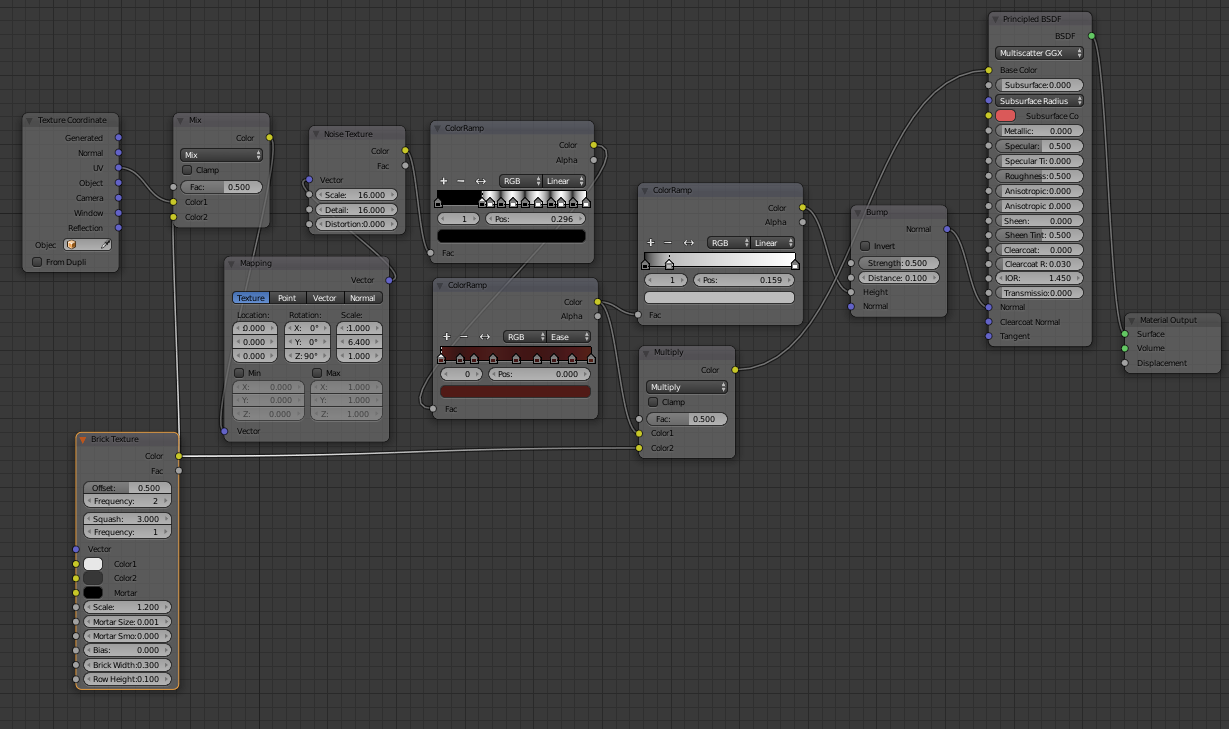 Texture Coordinate
Generated
Normal
UV
Object
Camera
Window
Reflection
Objec
From Dupli
Mix
Color
Mix
Clamp
Fac: 0.500
Color1
Color2
Noise Texture
Color
Fac
Vector
Scale: 16.000
Detail: 16.000
Distortion:0.000
ColorRamp
Color
Alpha
RGB Linear
1 Pos: 0.296
Fac
Mapping
Vector
Texture Point Vector Normal
Location: Rotation: Scale:
:0.000 X: 0° :1.000
0.000 Y: 0° 6.400
0.000 Z: 90° 1.000
Min Max
X: 0.000 X: 1.000
Y: 0.000 Y: 1.000
Z: 0.000 Z: 1.000
Vector
ColorRamp
Color
Alpha
RGB Ease
0 Pos: 0.000
Fac
ColorRamp
Color
Alpha
RGB Linear
1 Pos: 0.159
Fac
Multiply
Color
Multiply
Clamp
Fac: 0.500
Color1
Color2
Bump
Normal
Invert
Strength: 0.500
Distance: 0.100
Height
Normal
Principled BSDF
BSDF
Multiscatter GGX
Base Color
Subsurface:0.000
Subsurface Radius
Subsurface Co
Metallic: 0.000
Specular: 0.500
Specular Ti: 0.000
Roughness:0.500
Anisotropic:0.000
Anisotropic 0.000
Sheen: 0.000
Sheen Tint: 0.500
Clearcoat: 0.000
Clearcoat R: 0.030
IOR: 1.450
Transmissio:0.000
Normal
Clearcoat Normal
Tangent
Material Output
Surface
Volume
Displacement
Brick Texture
Color
Fac
Offset: 0.500
Frequency: 2
Squash: 3.000
Frequency: 1
Vector
Color1
Color2
Mortar
Scale: 1.200
Mortar Size: 0.001
Mortar Smo:0.000
Bias: 0.000
Brick Width:0.300
Row Height:0.100